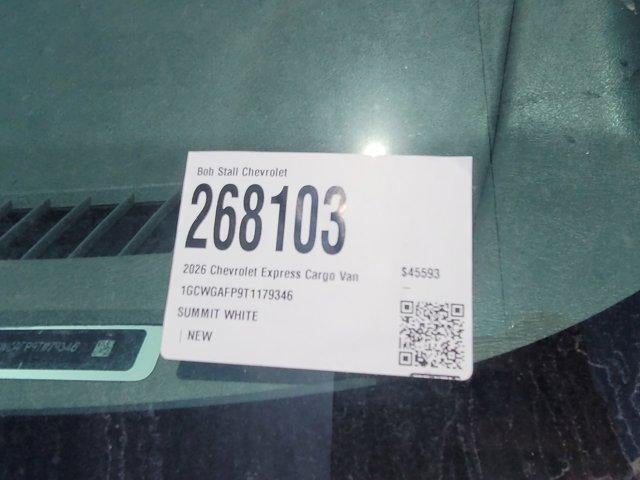 Bob Stall Chevrolet
268103
2026 Chevrolet Express Cargo Van
$45593
1GCWGAFP9T1179346
SUMMIT WHITE
| NEW